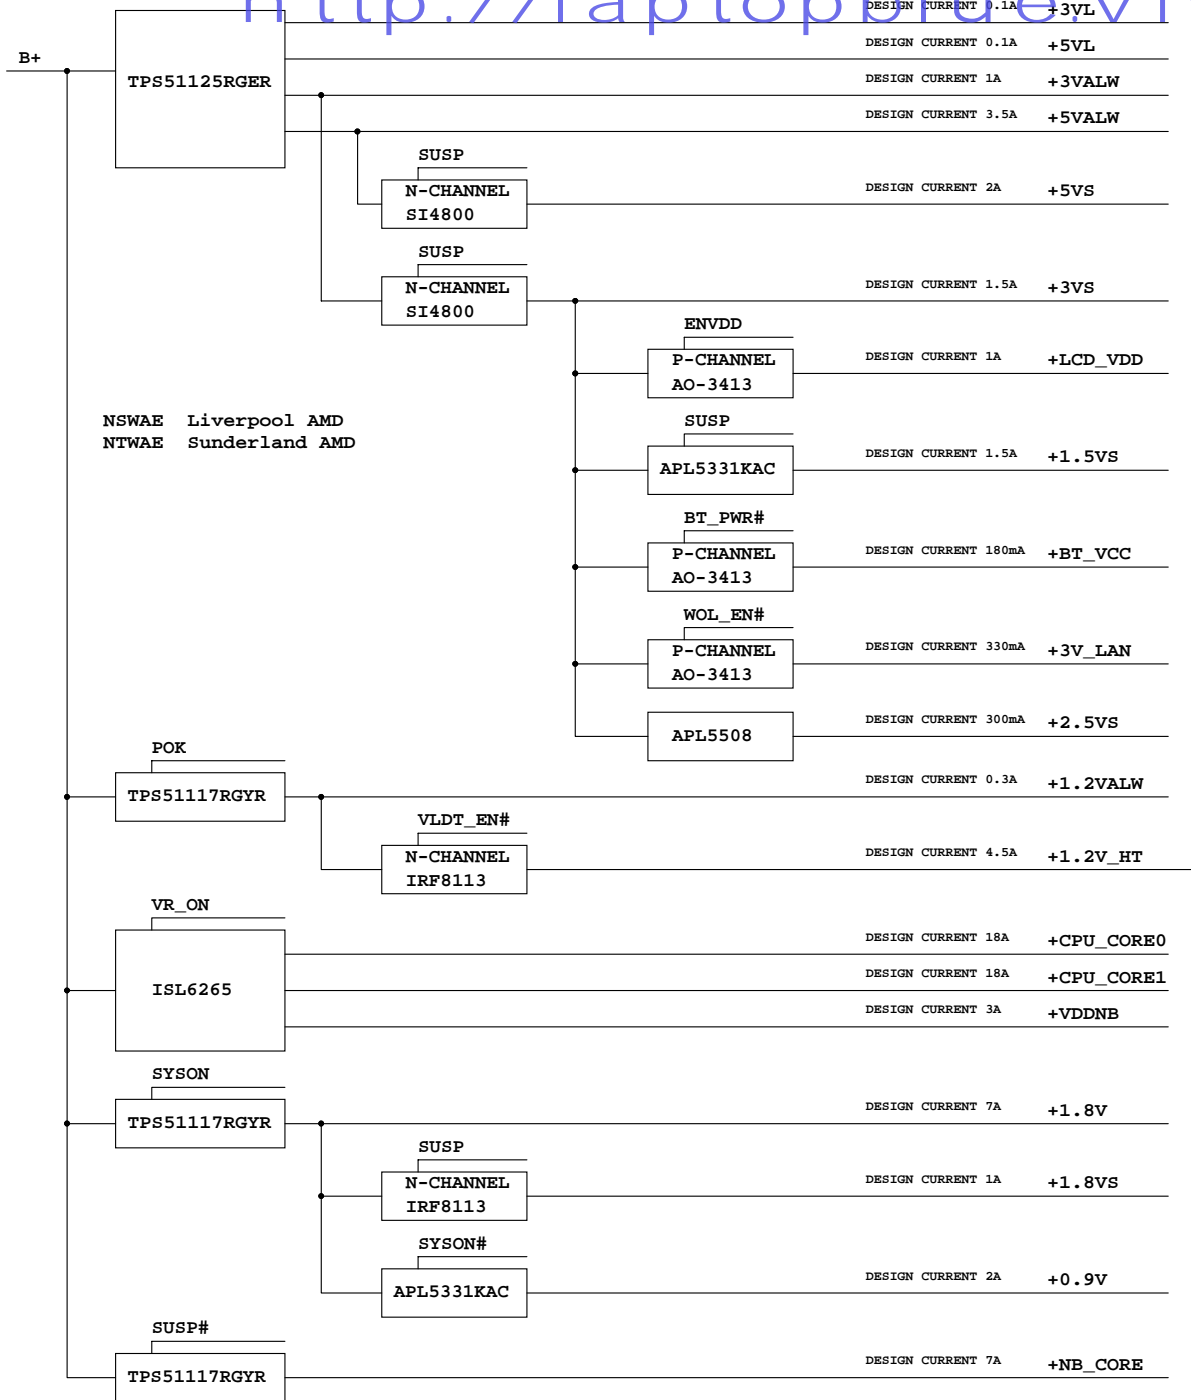 http://laptopblue.v
DESIGN CURRENT 0.1A +3VL
DESIGN CURRENT 0.1A +5VL
B+
TPS51125RGER
DESIGN CURRENT 1A +3VALW
DESIGN CURRENT 3.5A +5VALW
SUSP
N-CHANNEL
SI4800
DESIGN CURRENT 2A +5VS
SUSP
N-CHANNEL
SI4800
DESIGN CURRENT 1.5A +3VS
ENVDD
P-CHANNEL
AO-3413
DESIGN CURRENT 1A +LCD_VDD
NSWAE Liverpool AMD
NTWAE Sunderland AMD
SUSP
APL5331KAC
DESIGN CURRENT 1.5A +1.5VS
BT_PWR#
P-CHANNEL
AO-3413
DESIGN CURRENT 180mA +BT_VCC
WOL_EN#
P-CHANNEL
AO-3413
DESIGN CURRENT 330mA +3V_LAN
APL5508
DESIGN CURRENT 300mA +2.5VS
POK
TPS51117RGYR
DESIGN CURRENT 0.3A +1.2VALW
VLDT_EN#
N-CHANNEL
IRF8113
DESIGN CURRENT 4.5A +1.2V_HT
VR_ON
ISL6265
DESIGN CURRENT 18A +CPU_CORE0
DESIGN CURRENT 18A +CPU_CORE1
DESIGN CURRENT 3A +VDDNB
SYSON
TPS51117RGYR
DESIGN CURRENT 7A +1.8V
SUSP
N-CHANNEL
IRF8113
DESIGN CURRENT 1A +1.8VS
SYSON#
APL5331KAC
DESIGN CURRENT 2A +0.9V
SUSP#
TPS51117RGYR
DESIGN CURRENT 7A +NB_CORE